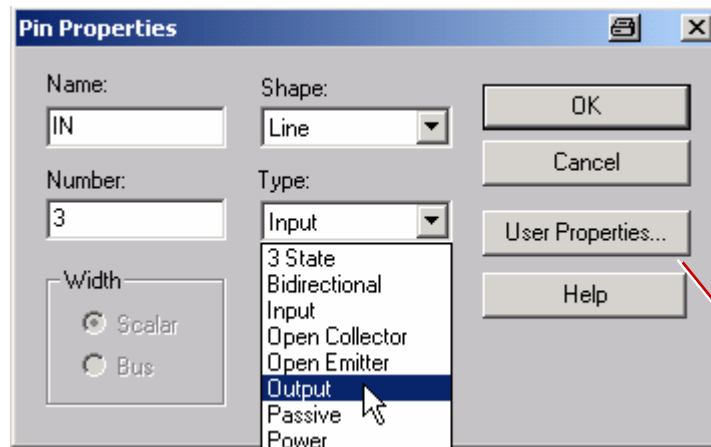 Pin Properties
Name:
IN
Shape:
Line
OK
Cancel
Number:
3
Type:
Input
User Properties...
Help
Width
Scalar
Bus
3 State
Bidirectional
Input
Open Collector
Open Emitter
Output
Passive
Power